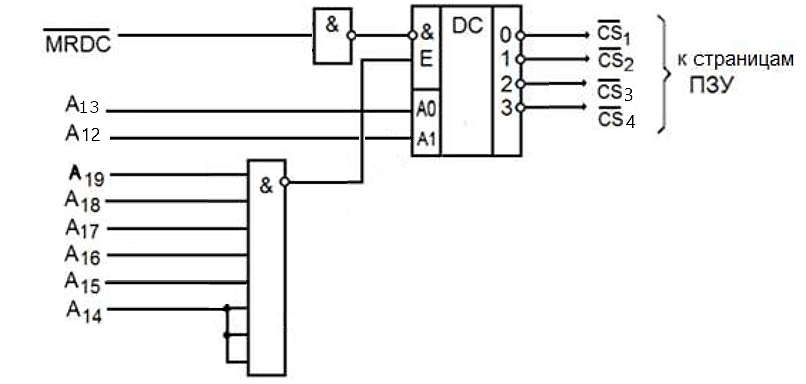 MRDC
&
&
E
DC
0
1
2
3
CS1
CS2
CS3
CS4
к страницам
ПЗУ
A13
A12
A0
A1
A19
A18
A17
A16
A15
A14
&